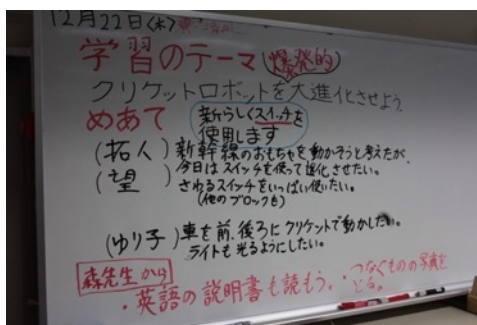 12月22日(木)
学習のテーマ(爆発的)
クリケットロボットを大進化させよう
めあて 新らしくスイッチを
使用します
(拓人)新幹線のおもちゃを動かそうと考えたが、
今日はスイッチを使って進化させたい。
(望) さわるスイッチをいっぱい使いたい。
(他のブロックも)
(ゆり子)車を前、後ろにクリケットで動かしたい。
ライトも光るようにしたい。
森先生から
・英語の説明書も読もう。・つなぐものの写真を
とる。